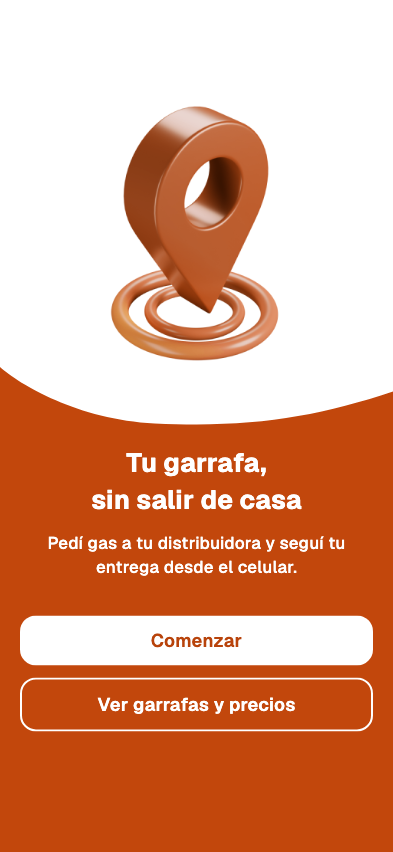 Tu garrafa,
sin salir de casa
Pedí gas a tu distribuidora y seguí tu
entrega desde el celular.
Comenzar
Ver garrafas y precios